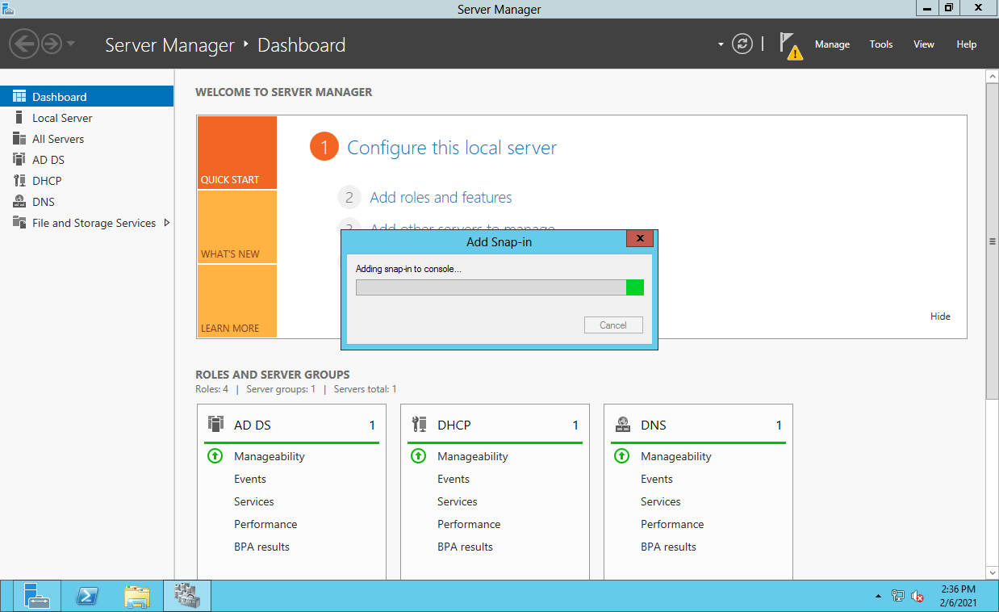 Server Manager
Server Manager • Dashboard
Manage
Tools
View
Help
Dashboard
Local Server
All Servers
AD DS
DHCP
DNS
File and Storage Services
WELCOME TO SERVER MANAGER
QUICK START
WHAT'S NEW
LEARN MORE
1 Configure this local server
2 Add roles and features
3 Add other servers to manage
Add Snap-in
x
Adding snap-in to console...
Cancel
Hide
ROLES AND SERVER GROUPS
Roles: 4 | Server groups: 1 | Servers total: 1
AD DS 1
Manageability
Events
Services
Performance
BPA results
DHCP 1
Manageability
Events
Services
Performance
BPA results
DNS 1
Manageability
Events
Services
Performance
BPA results
2:36 PM
2/6/2021